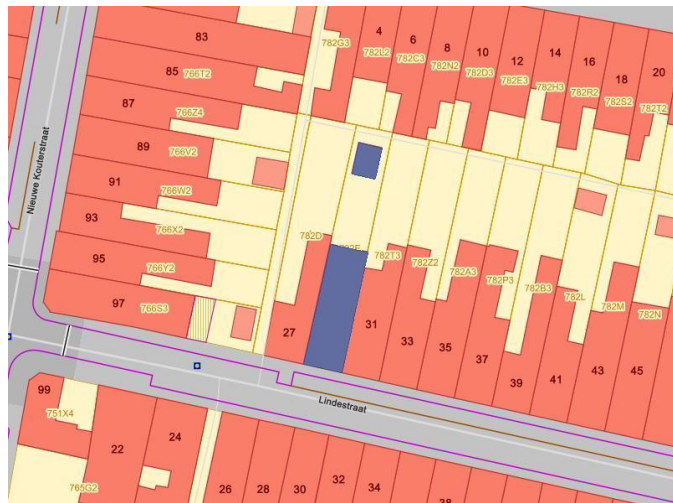 83
782G3
4
782L2
6
782C3
8
782N2
10
782D3
12
782E3
14
782H3
16
782R2
18
782S2
20
782T2
85
766T2
87
766Z4
89
766V2
91
766W2
93
766X2
95
766Y2
97
766S3
Nieuwe Kouterstraat
782D
782T3
782Z2
782A3
782P3
782B3
782L
782M
782N
27
31
33
35
37
39
41
43
45
Lindestraat
99
751X4
22
24
765G2
26
28
30
32
34
38